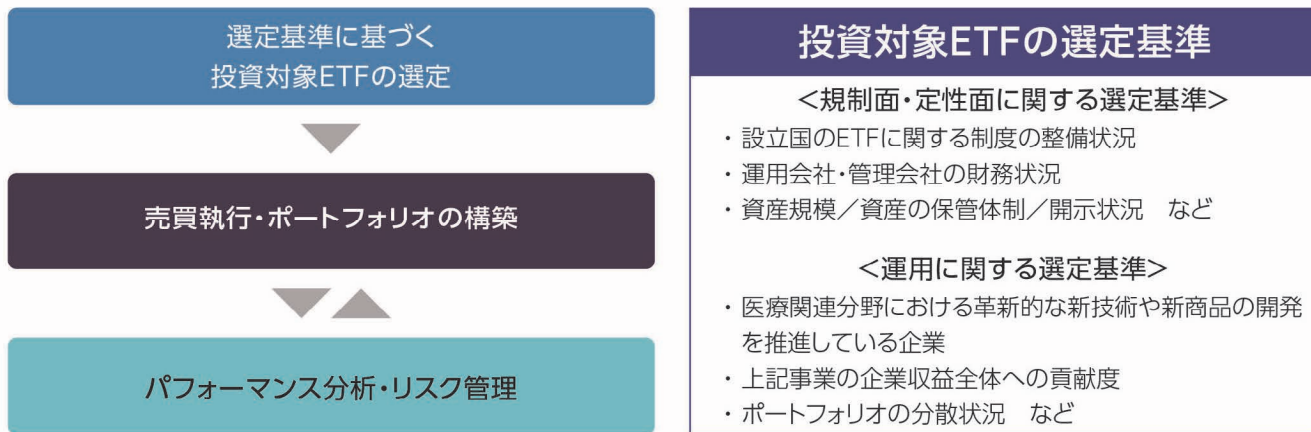 選定基準に基づく
投資対象ETFの選定
売買執行・ポートフォリオの構築
パフォーマンス分析・リスク管理
投資対象ETFの選定基準
<規制面・定性面に関する選定基準>
・設立国のETFに関する制度の整備状況
・運用会社・管理会社の財務状況
・資産規模／資産の保管体制／開示状況　など
<運用に関する選定基準>
・医療関連分野における革新的な新技術や新商品の開発
を推進している企業
・上記事業の企業収益全体への貢献度
・ポートフォリオの分散状況　など